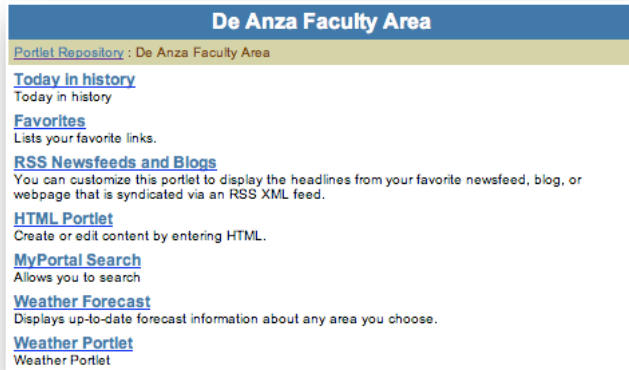 De Anza Faculty Area
Portlet Repository : De Anza Faculty Area
Today in history
Today in history
Favorites
Lists your favorite links.
RSS Newsfeeds and Blogs
You can customize this portlet to display the headlines from your favorite newsfeed, blog, or
webpage that is syndicated via an RSS XML feed.
HTML Portlet
Create or edit content by entering HTML.
MyPortal Search
Allows you to search
Weather Forecast
Displays up-to-date forecast information about any area you choose.
Weather Portlet
Weather Portlet